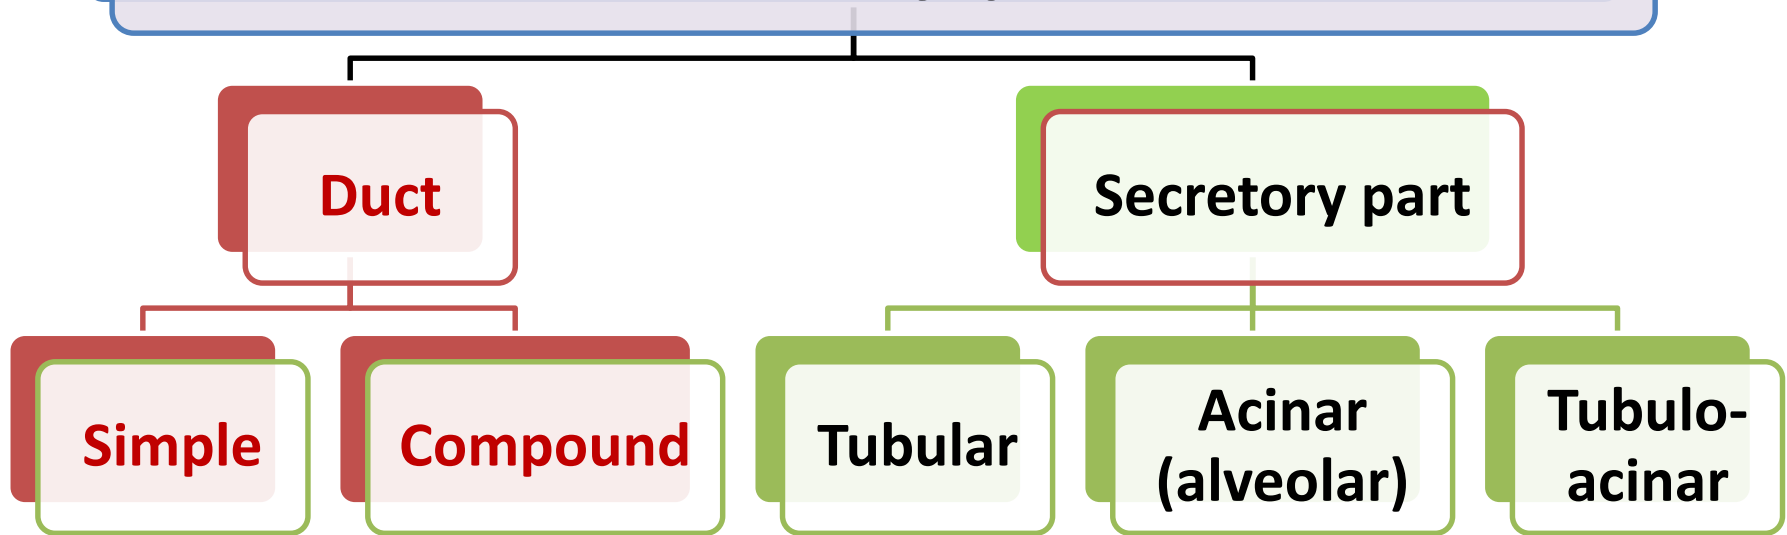 Duct
Secretory part
Simple
Compound
Tubular
Acinar
(alveolar)
Tubulo-
acinar